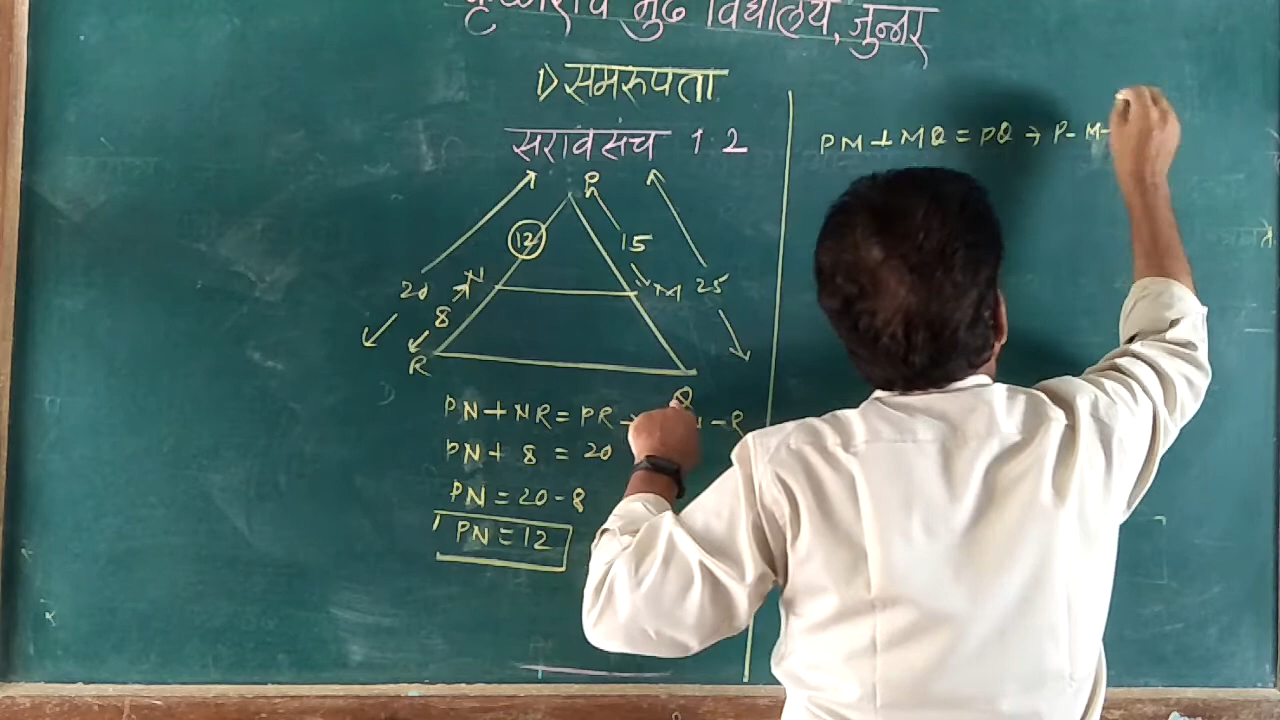 विद्यालय, जुन्नर
1) समरुपता
सरावसंच 1.2
P
12
15
20
N
M
25
8
R
Q
PN + NR = PR
- R
PN + 8 = 20
PN = 20 - 8
PN = 12
PM + MQ = PQ → P - M -